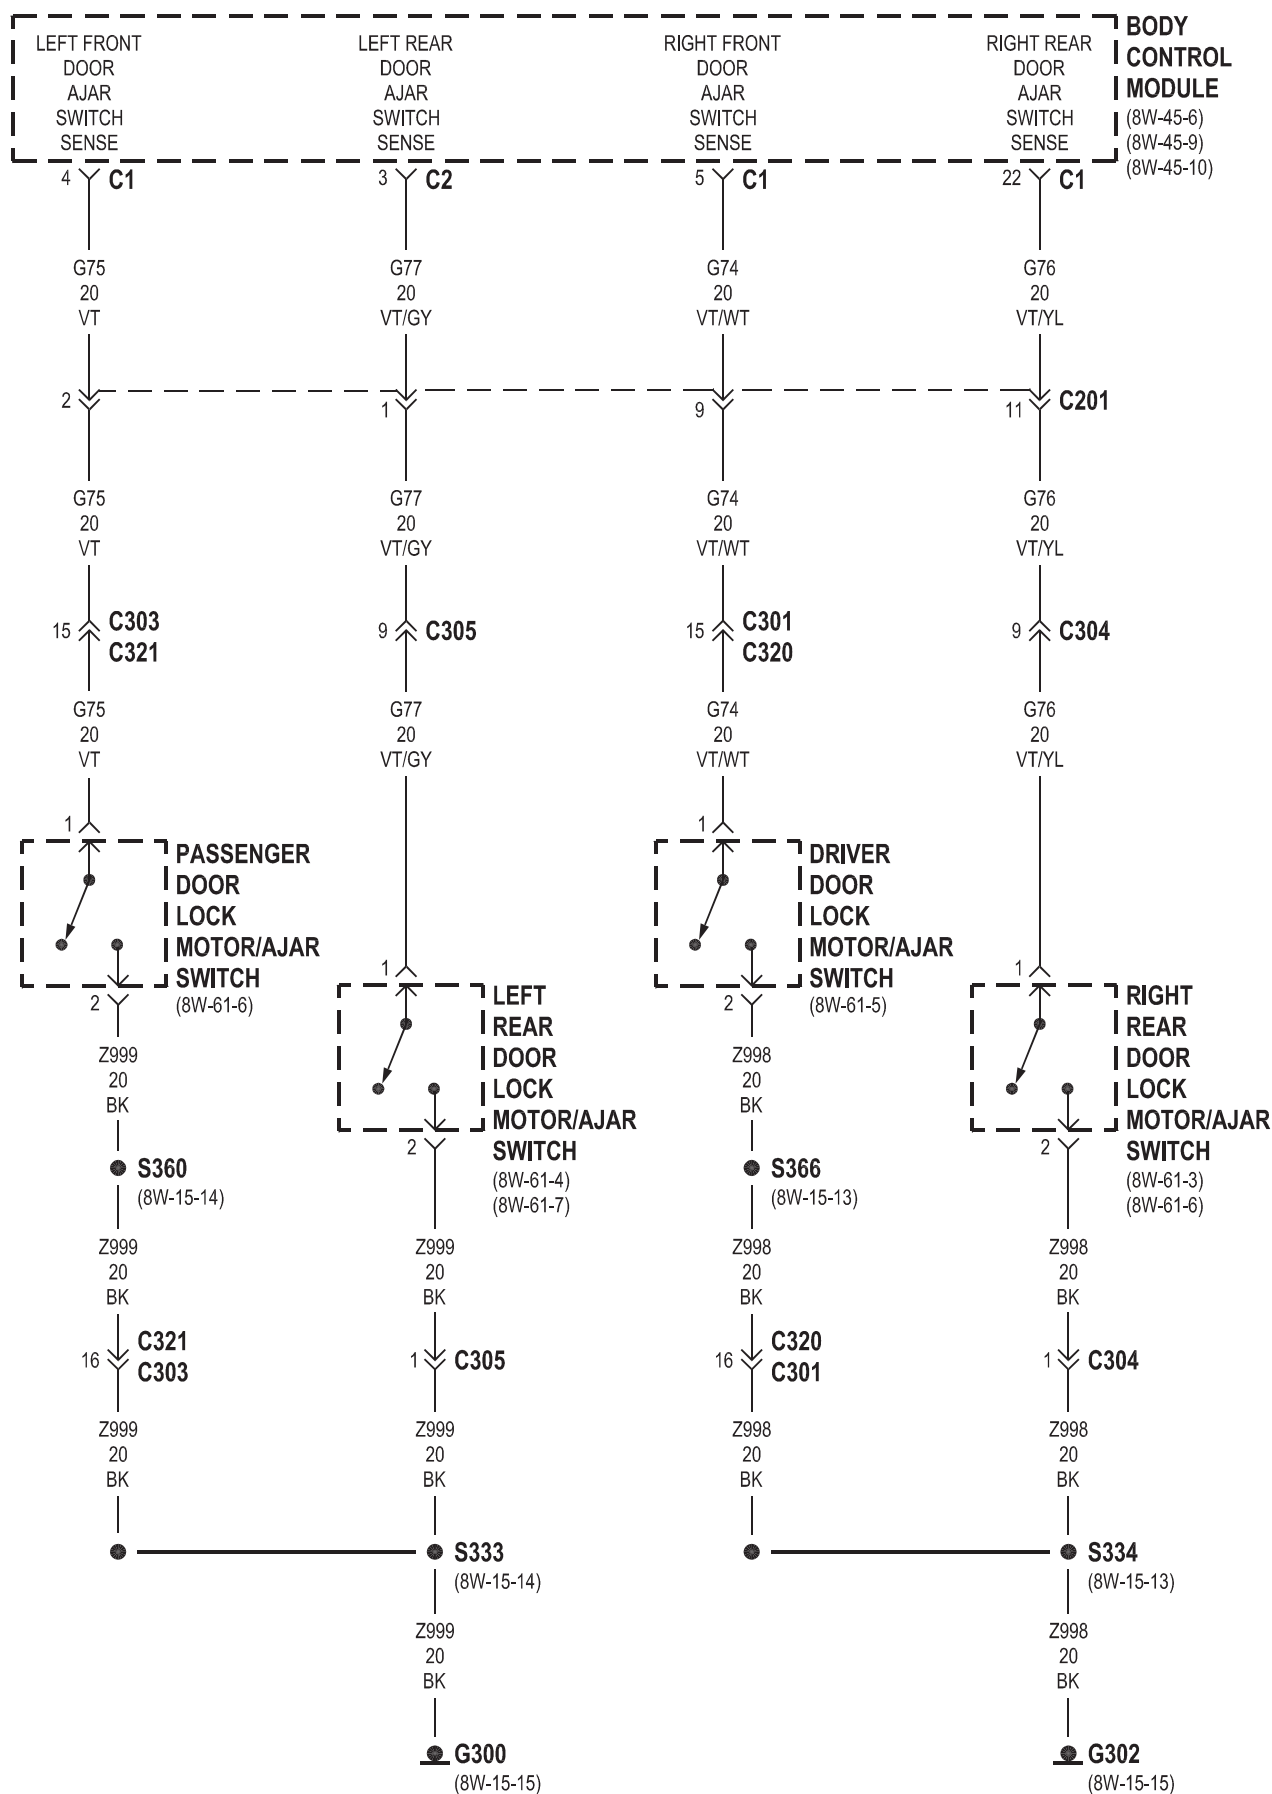 LEFT FRONT
DOOR
AJAR
SWITCH
SENSE
LEFT REAR
DOOR
AJAR
SWITCH
SENSE
RIGHT FRONT
DOOR
AJAR
SWITCH
SENSE
RIGHT REAR
DOOR
AJAR
SWITCH
SENSE
BODY
CONTROL
MODULE
(8W-45-6)
(8W-45-9)
(8W-45-10)
4 C1
3 C2
5 C1
22 C1
G75
20
VT
G77
20
VT/GY
G74
20
VT/WT
G76
20
VT/YL
2
1
9
11 C201
G75
20
VT
G77
20
VT/GY
G74
20
VT/WT
G76
20
VT/YL
15 C303
C321
9 C305
15 C301
C320
9 C304
G75
20
VT
G77
20
VT/GY
G74
20
VT/WT
G76
20
VT/YL
1
PASSENGER
DOOR
LOCK
MOTOR/AJAR
SWITCH
(8W-61-6)
2
1
LEFT
REAR
DOOR
LOCK
MOTOR/AJAR
SWITCH
(8W-61-4)
(8W-61-7)
2
1
DRIVER
DOOR
LOCK
MOTOR/AJAR
SWITCH
(8W-61-5)
2
1
RIGHT
REAR
DOOR
LOCK
MOTOR/AJAR
SWITCH
(8W-61-3)
(8W-61-6)
2
Z999
20
BK
Z998
20
BK
S360
(8W-15-14)
S366
(8W-15-13)
Z999
20
BK
Z999
20
BK
Z998
20
BK
Z998
20
BK
16 C321
C303
1 C305
16 C320
C301
1 C304
Z999
20
BK
Z999
20
BK
Z998
20
BK
Z998
20
BK
S333
(8W-15-14)
S334
(8W-15-13)
Z999
20
BK
Z998
20
BK
G300
(8W-15-15)
G302
(8W-15-15)